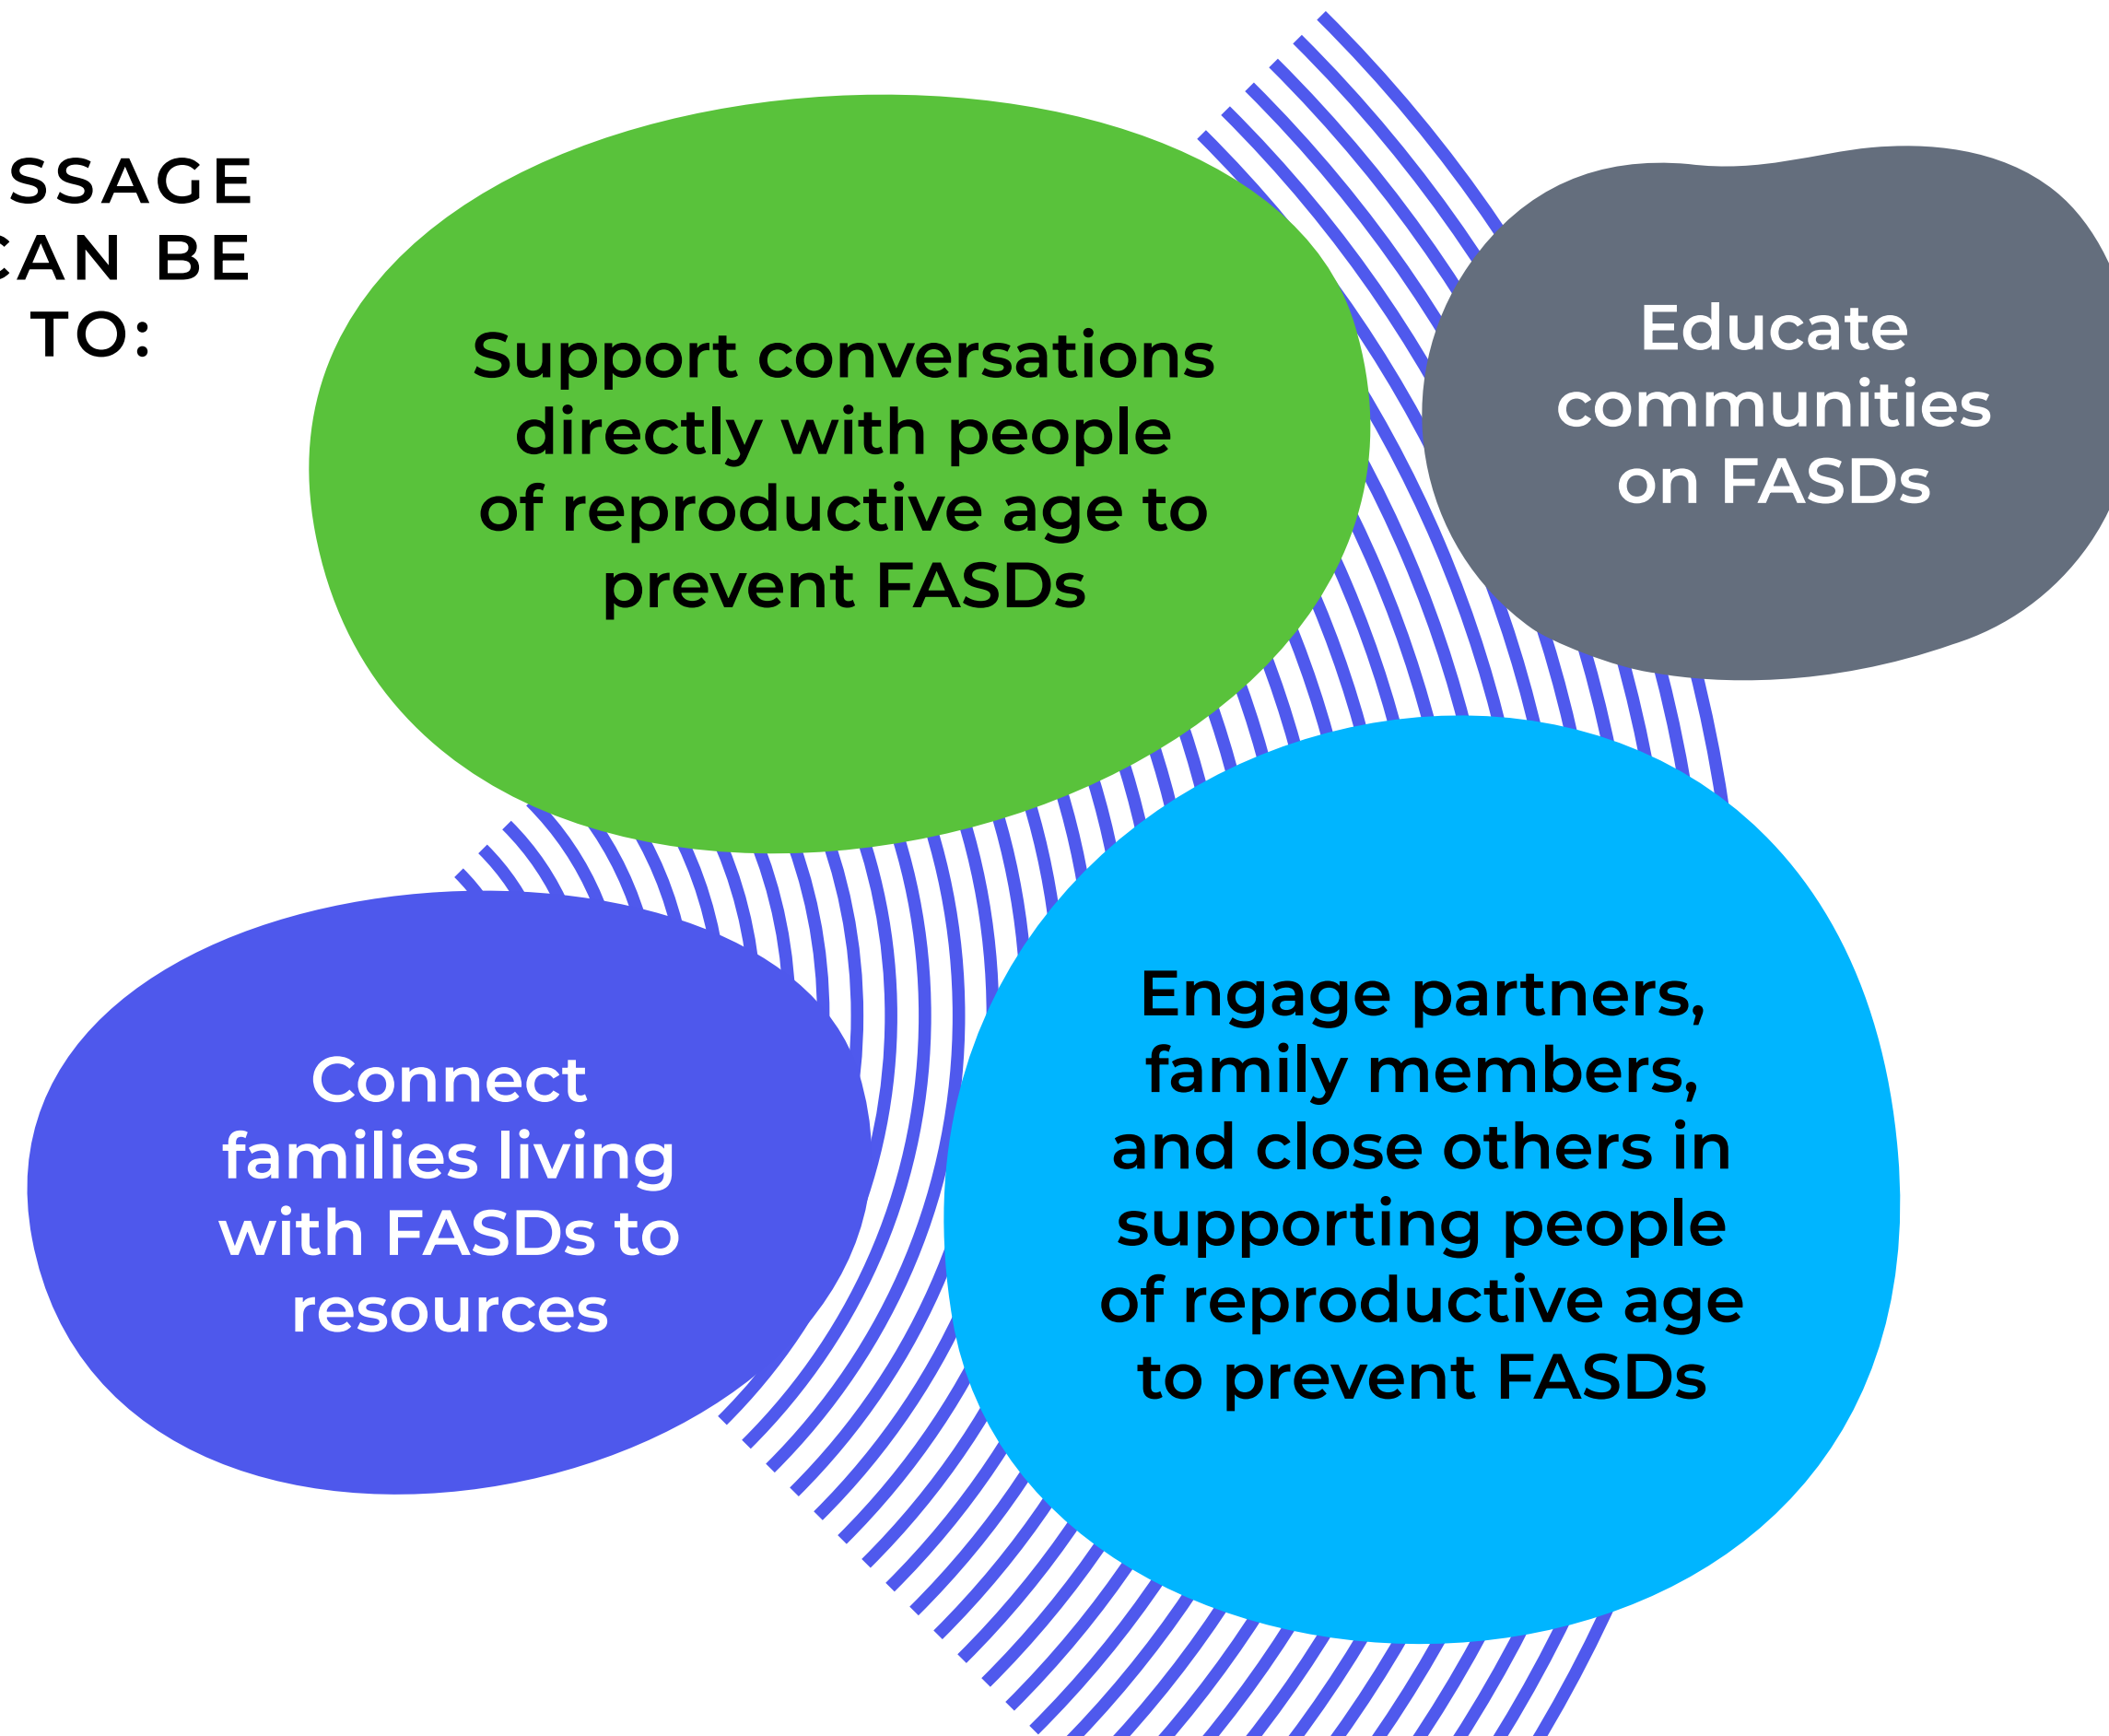 SSAGE
CAN BE
TO:
Support conversations
directly with people
of reproductive age to
prevent FASDs
Educate
communities
on FASDs
Connect
families living
with FASDs to
resources
Engage partners,
family members,
and close others in
supporting people
of reproductive age
to prevent FASDs